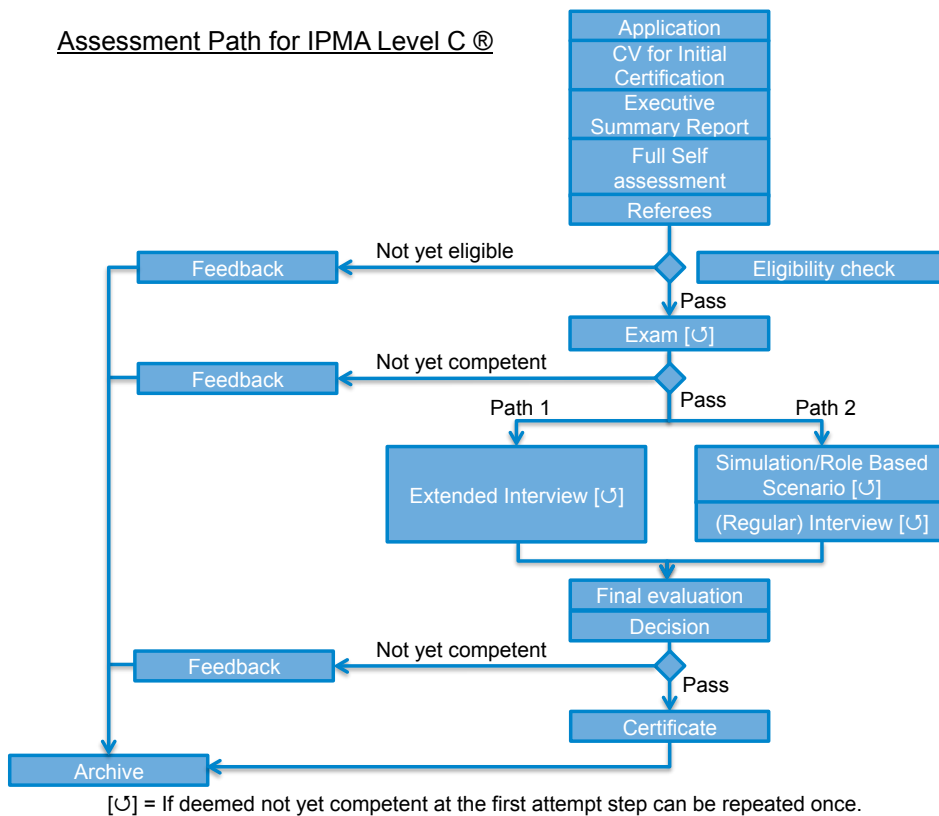 Assessment Path for IPMA Level C ®
Application
CV for Initial
Certification
Executive
Summary Report
Full Self
assessment
Referees
Not yet eligible
Feedback
Eligibility check
Pass
Exam [↺]
Not yet competent
Feedback
Pass
Path 1
Path 2
Extended Interview [↺]
Simulation/Role Based
Scenario [↺]
(Regular) Interview [↺]
Final evaluation
Decision
Not yet competent
Feedback
Pass
Certificate
Archive
[↺] = If deemed not yet competent at the first attempt step can be repeated once.